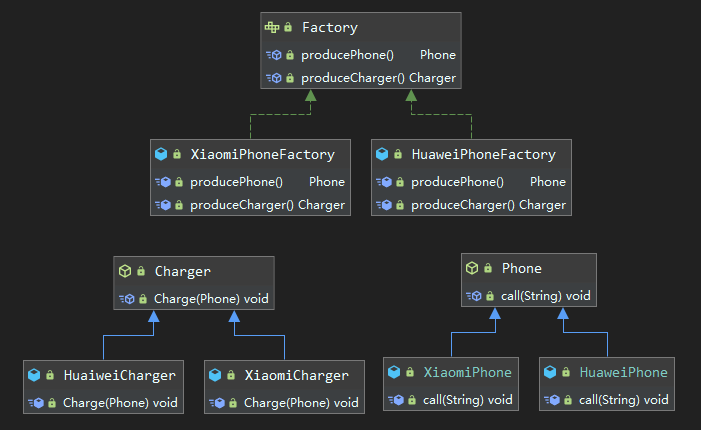 Factory
producePhone() Phone
produceCharger() Charger
XiaomiPhoneFactory
producePhone() Phone
produceCharger() Charger
HuaweiPhoneFactory
producePhone() Phone
produceCharger() Charger
Charger
Charge(Phone) void
Phone
call(String) void
HuaiweiCharger
Charge(Phone) void
XiaomiCharger
Charge(Phone) void
XiaomiPhone
call(String) void
HuaweiPhone
call(String) void